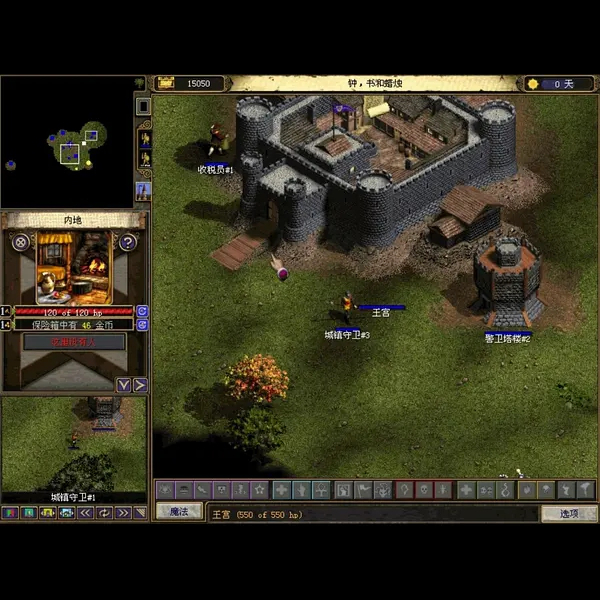 15050
钟，书和蜡烛
0 天
收税员#1
内地
120 of 120 hp
保险箱中有 46 金币
王宫
城镇守卫#3
警卫塔楼#2
城镇守卫#1
魔法
王宫 (550 of 550 hp)
选项